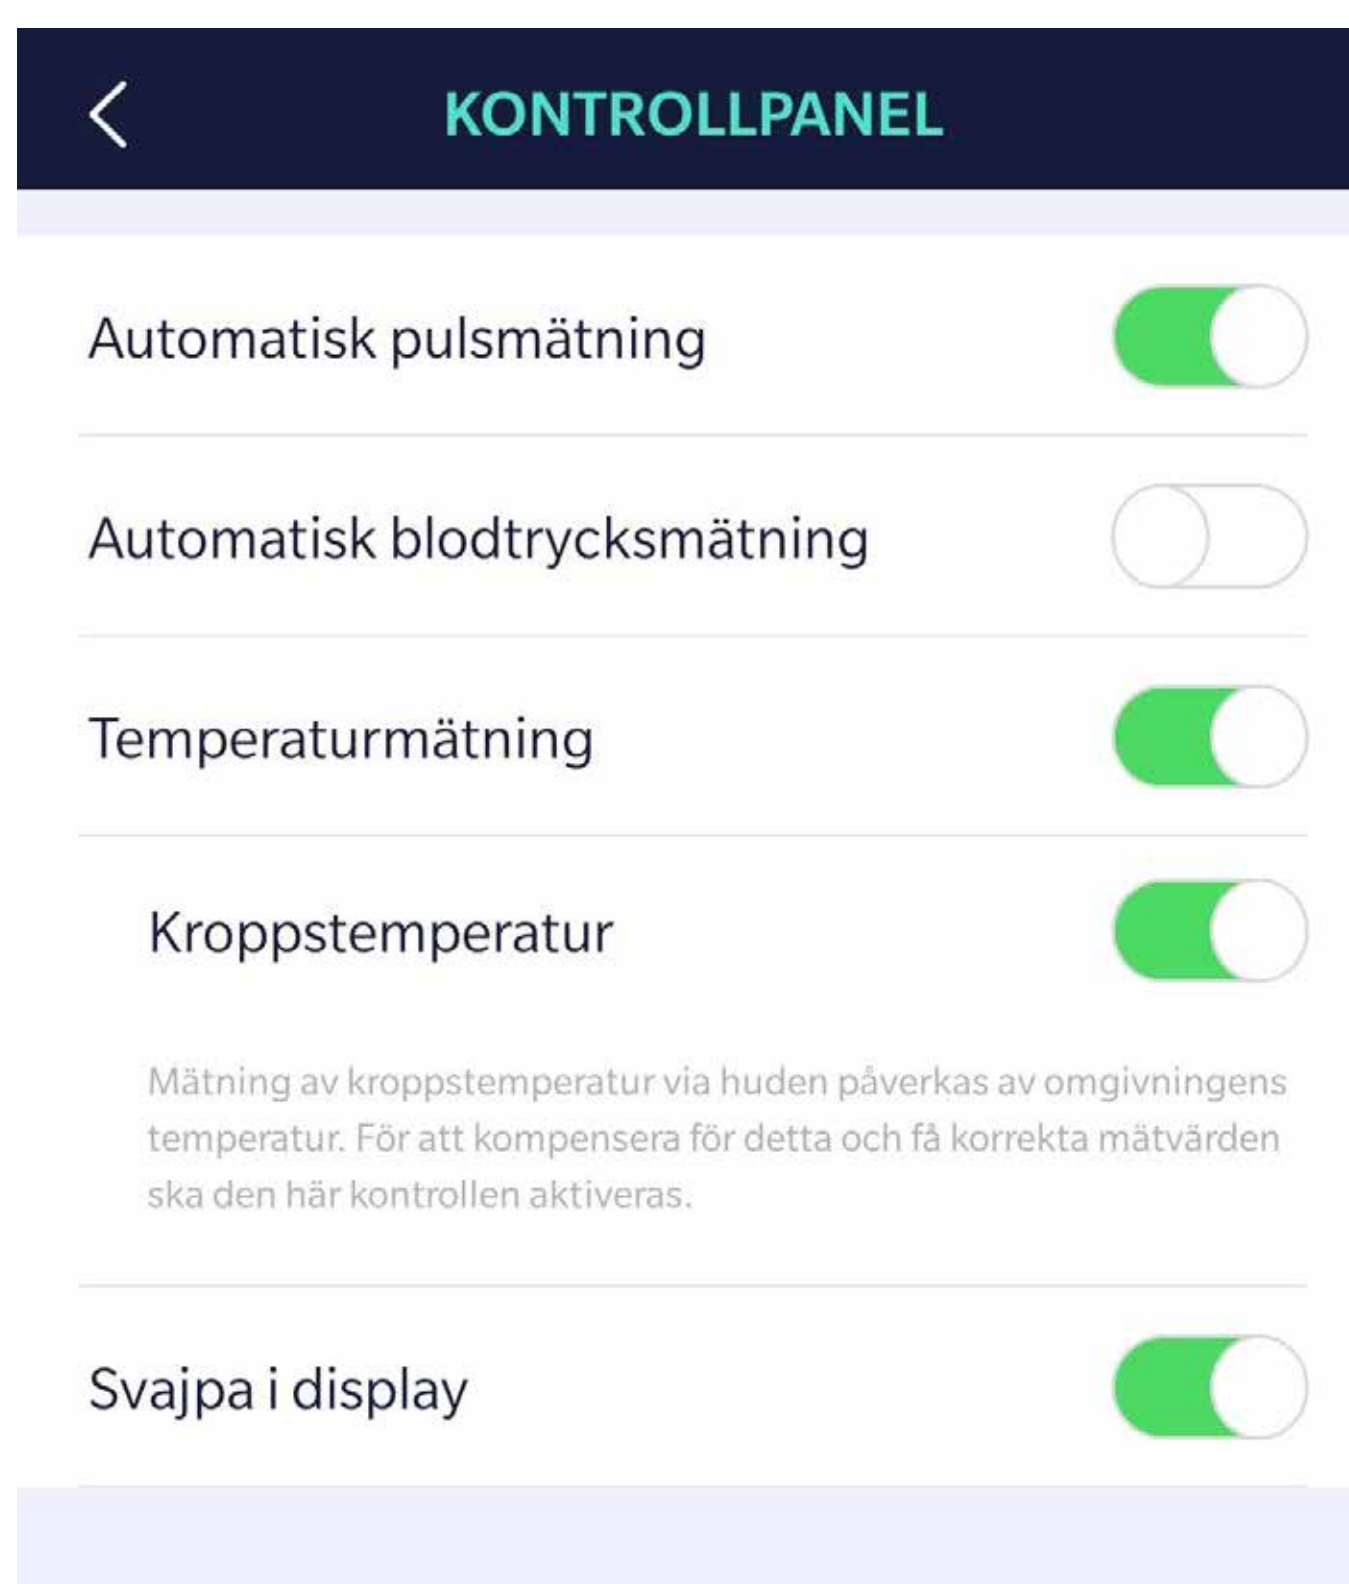 KONTROLLPANEL
Automatisk pulsmätning
Automatisk blodtrycksmätning
Temperaturmätning
Kroppstemperatur
Mätning av kroppstemperatur via huden påverkas av omgivningens
temperatur. För att kompensera för detta och få korrekta mätvärden
ska den här kontrollen aktiveras.
Svajpa i display